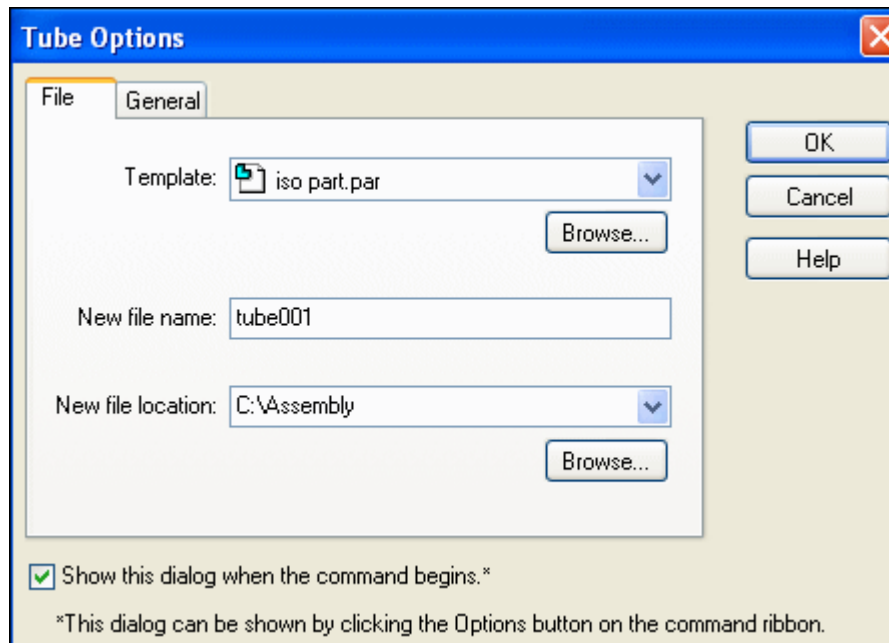 Tube Options
File
General
Template:
iso part.par
Browse...
New file name:
tube001
New file location:
C:\Assembly
Browse...
OK
Cancel
Help
Show this dialog when the command begins.*
*This dialog can be shown by clicking the Options button on the command ribbon.